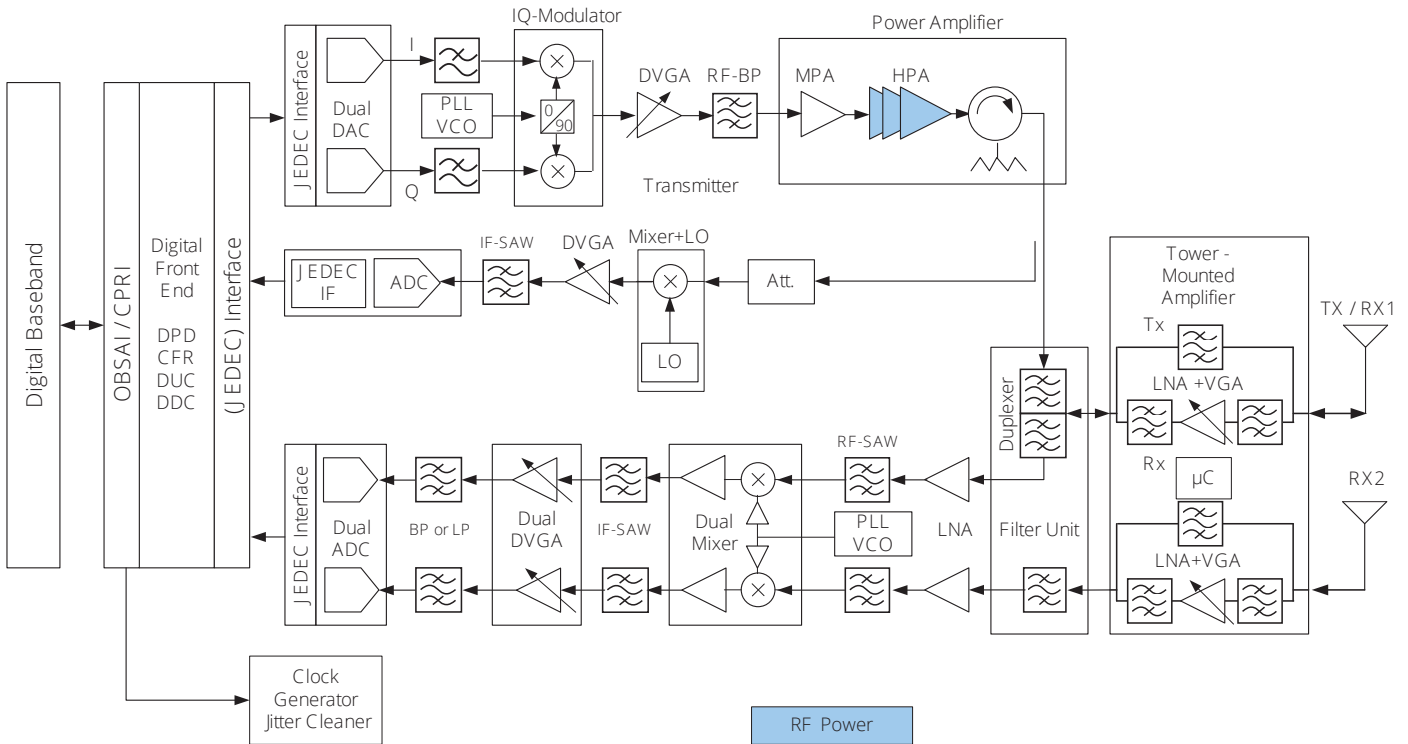 IQ-Modulator
Power Amplifier
JEDEC Interface
Dual
DAC
I
Q
PLL
VCO
0
90
DVGA
RF-BP
MPA
HPA
Transmitter
Digital Baseband
OBSAI / CPRI
Digital
Front
End
DPD
CFR
DUC
DDC
(JEDEC) Interface
JEDEC
IF
ADC
IF-SAW
DVGA
Mixer+LO
LO
Att.
Tower -
Mounted
Amplifier
Tx
LNA +VGA
Rx
µC
LNA+VGA
TX / RX1
RX2
Duplexer
Filter Unit
JEDEC Interface
Dual
ADC
BP or LP
Dual
DVGA
IF-SAW
Dual
Mixer
RF-SAW
PLL
VCO
LNA
Clock
Generator
Jitter Cleaner
RF Power